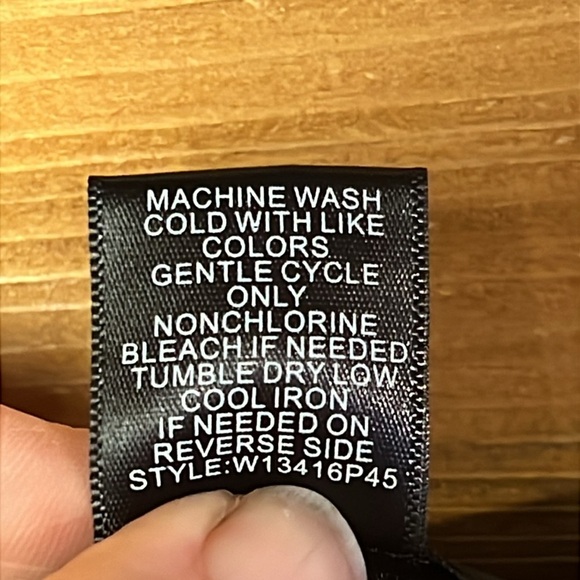 MACHINE WASH
COLD WITH LIKE
COLORS
GENTLE CYCLE
ONLY
NONCHLORINE
BLEACH.IF NEEDED
TUMBLE DRY LOW
COOL IRON
IF NEEDED ON
REVERSE SIDE
STYLE:W13416P45